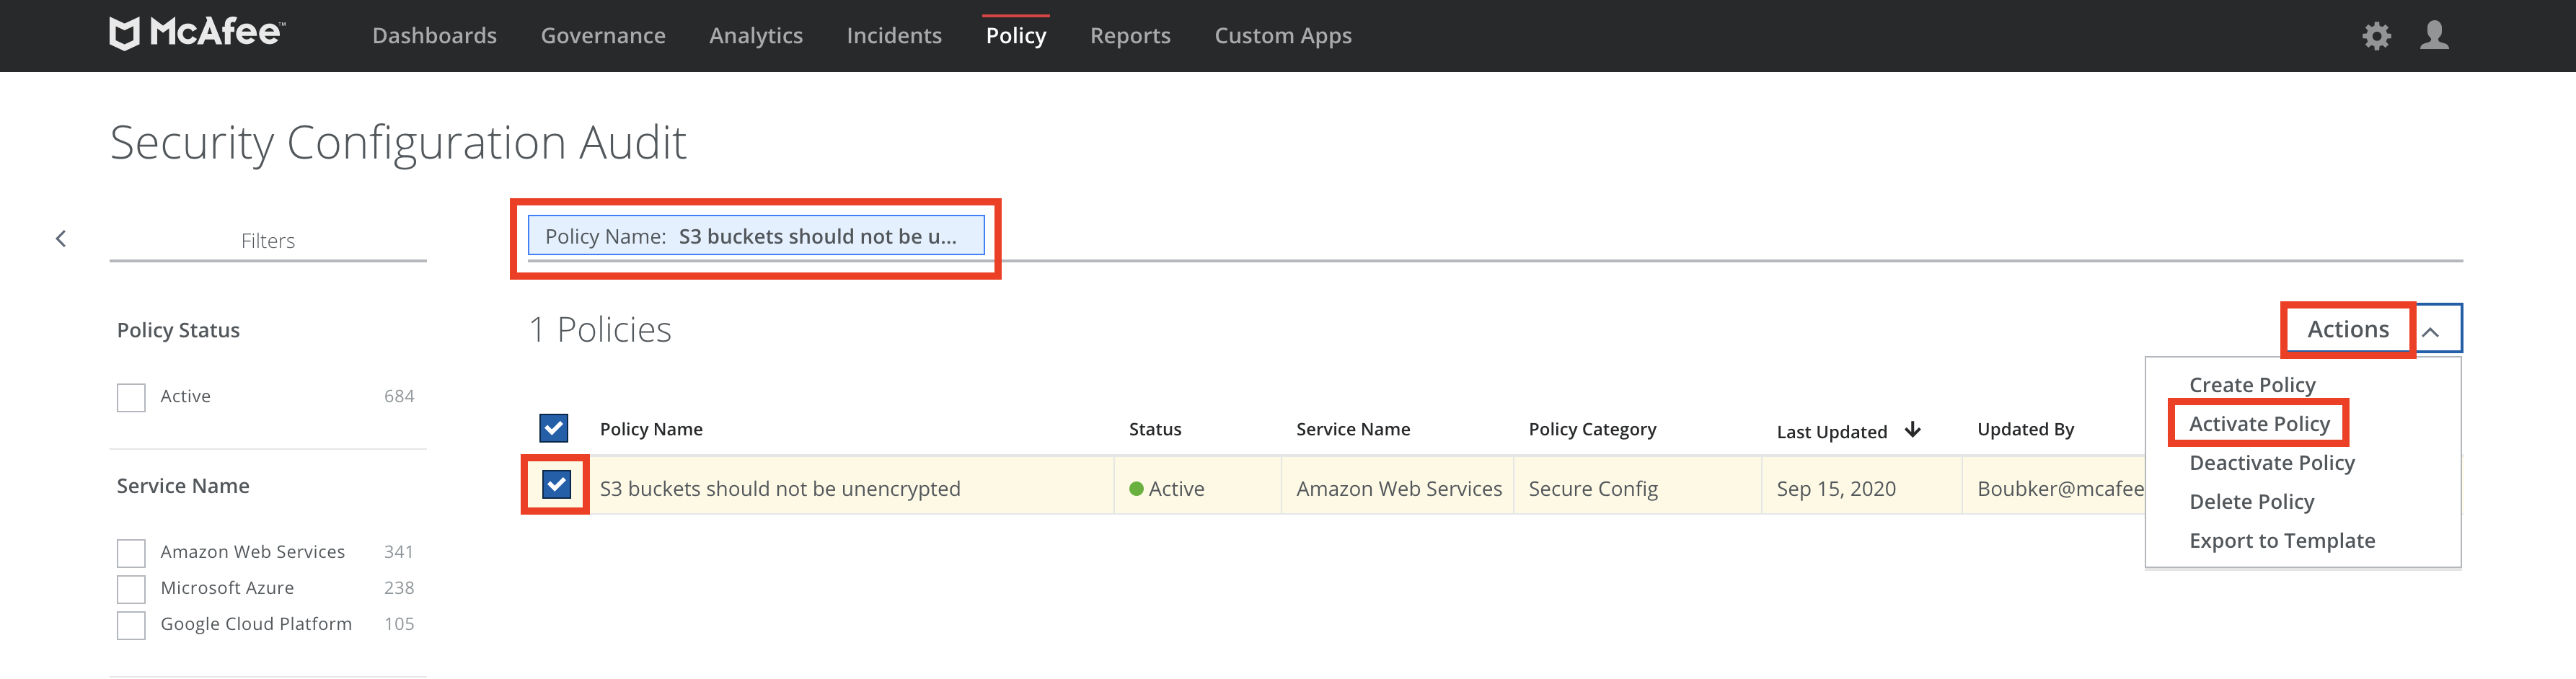 McAfee™ Dashboards Governance Analytics Incidents Policy Reports Custom Apps
Security Configuration Audit
Filters
Policy Name: S3 buckets should not be u...
Policy Status
Active 684
Service Name
Amazon Web Services 341
Microsoft Azure 238
Google Cloud Platform 105
1 Policies
Actions
Create Policy
Activate Policy
Deactivate Policy
Delete Policy
Export to Template
Policy Name Status Service Name Policy Category Last Updated Updated By
S3 buckets should not be unencrypted Active Amazon Web Services Secure Config Sep 15, 2020 Boubker@mcafee